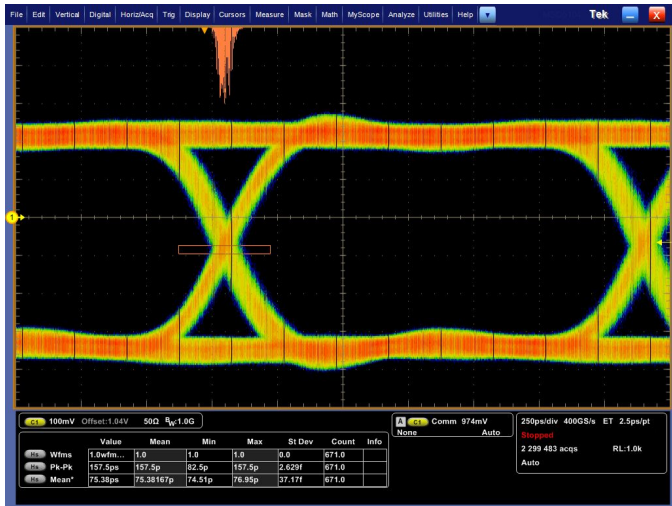 File Edit Vertical Digital Horiz/Acq Trig Display Cursors Measure Mask Math MyScope Analyze Utilities Help Tek X
1
C1 100mV Offset:1.04V 50Ω BW:1.0G
A C1 Comm 974mV
None Auto
250ps/div 400GS/s ET 2.5ps/pt
Stopped
2 299 483 acqs RL:1.0k
Auto
Value Mean Min Max St Dev Count Info
Hs Wfms 1.0wfm... 1.0 1.0 1.0 0.0 671.0
Hs Pk-Pk 157.5ps 157.5p 82.5p 157.5p 2.629f 671.0
Hs Mean* 75.38ps 75.38167p 74.51p 76.95p 37.17f 671.0